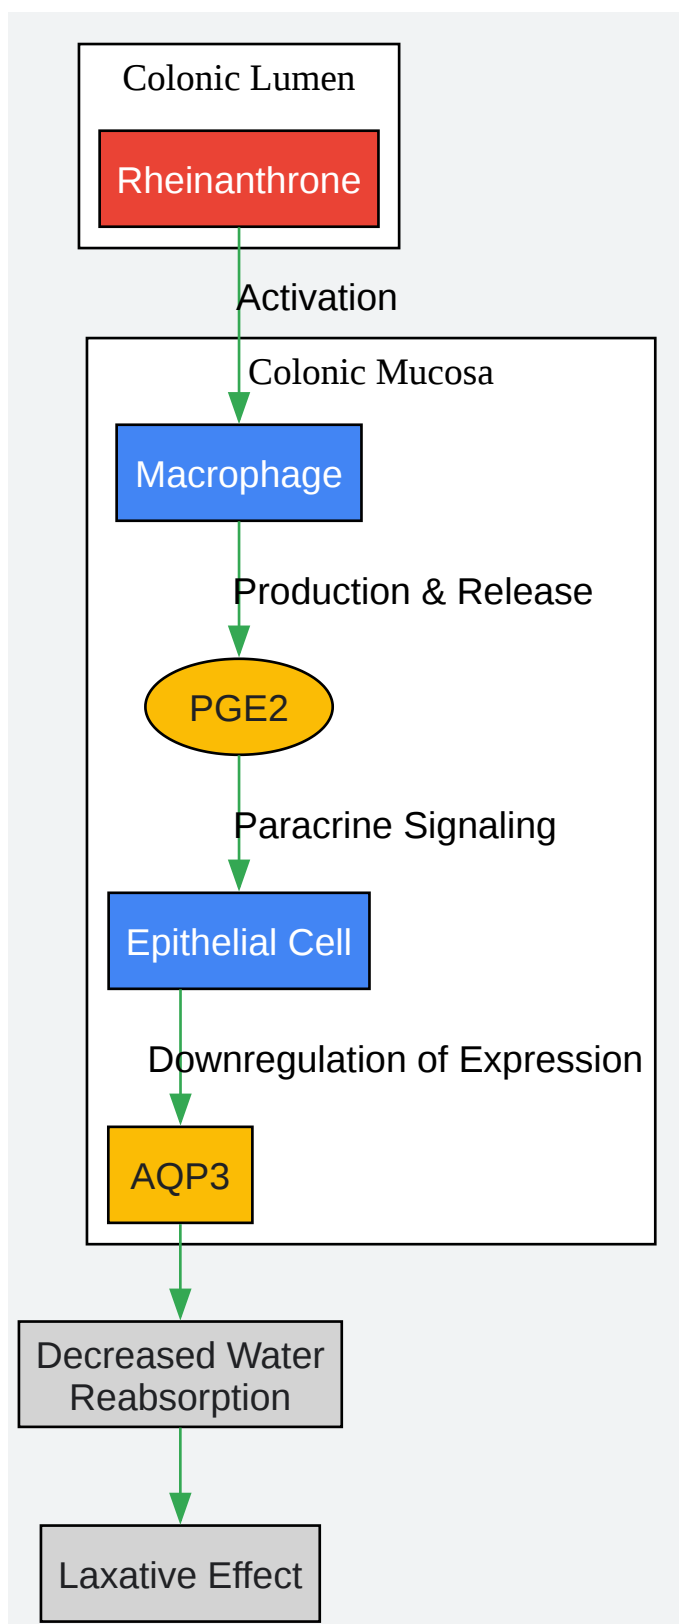 Colonic Lumen
Rheinanthrone
Activation
Colonic Mucosa
Macrophage
Production & Release
PGE2
Paracrine Signaling
Epithelial Cell
Downregulation of Expression
AQP3
Decreased Water
Reabsorption
Laxative Effect